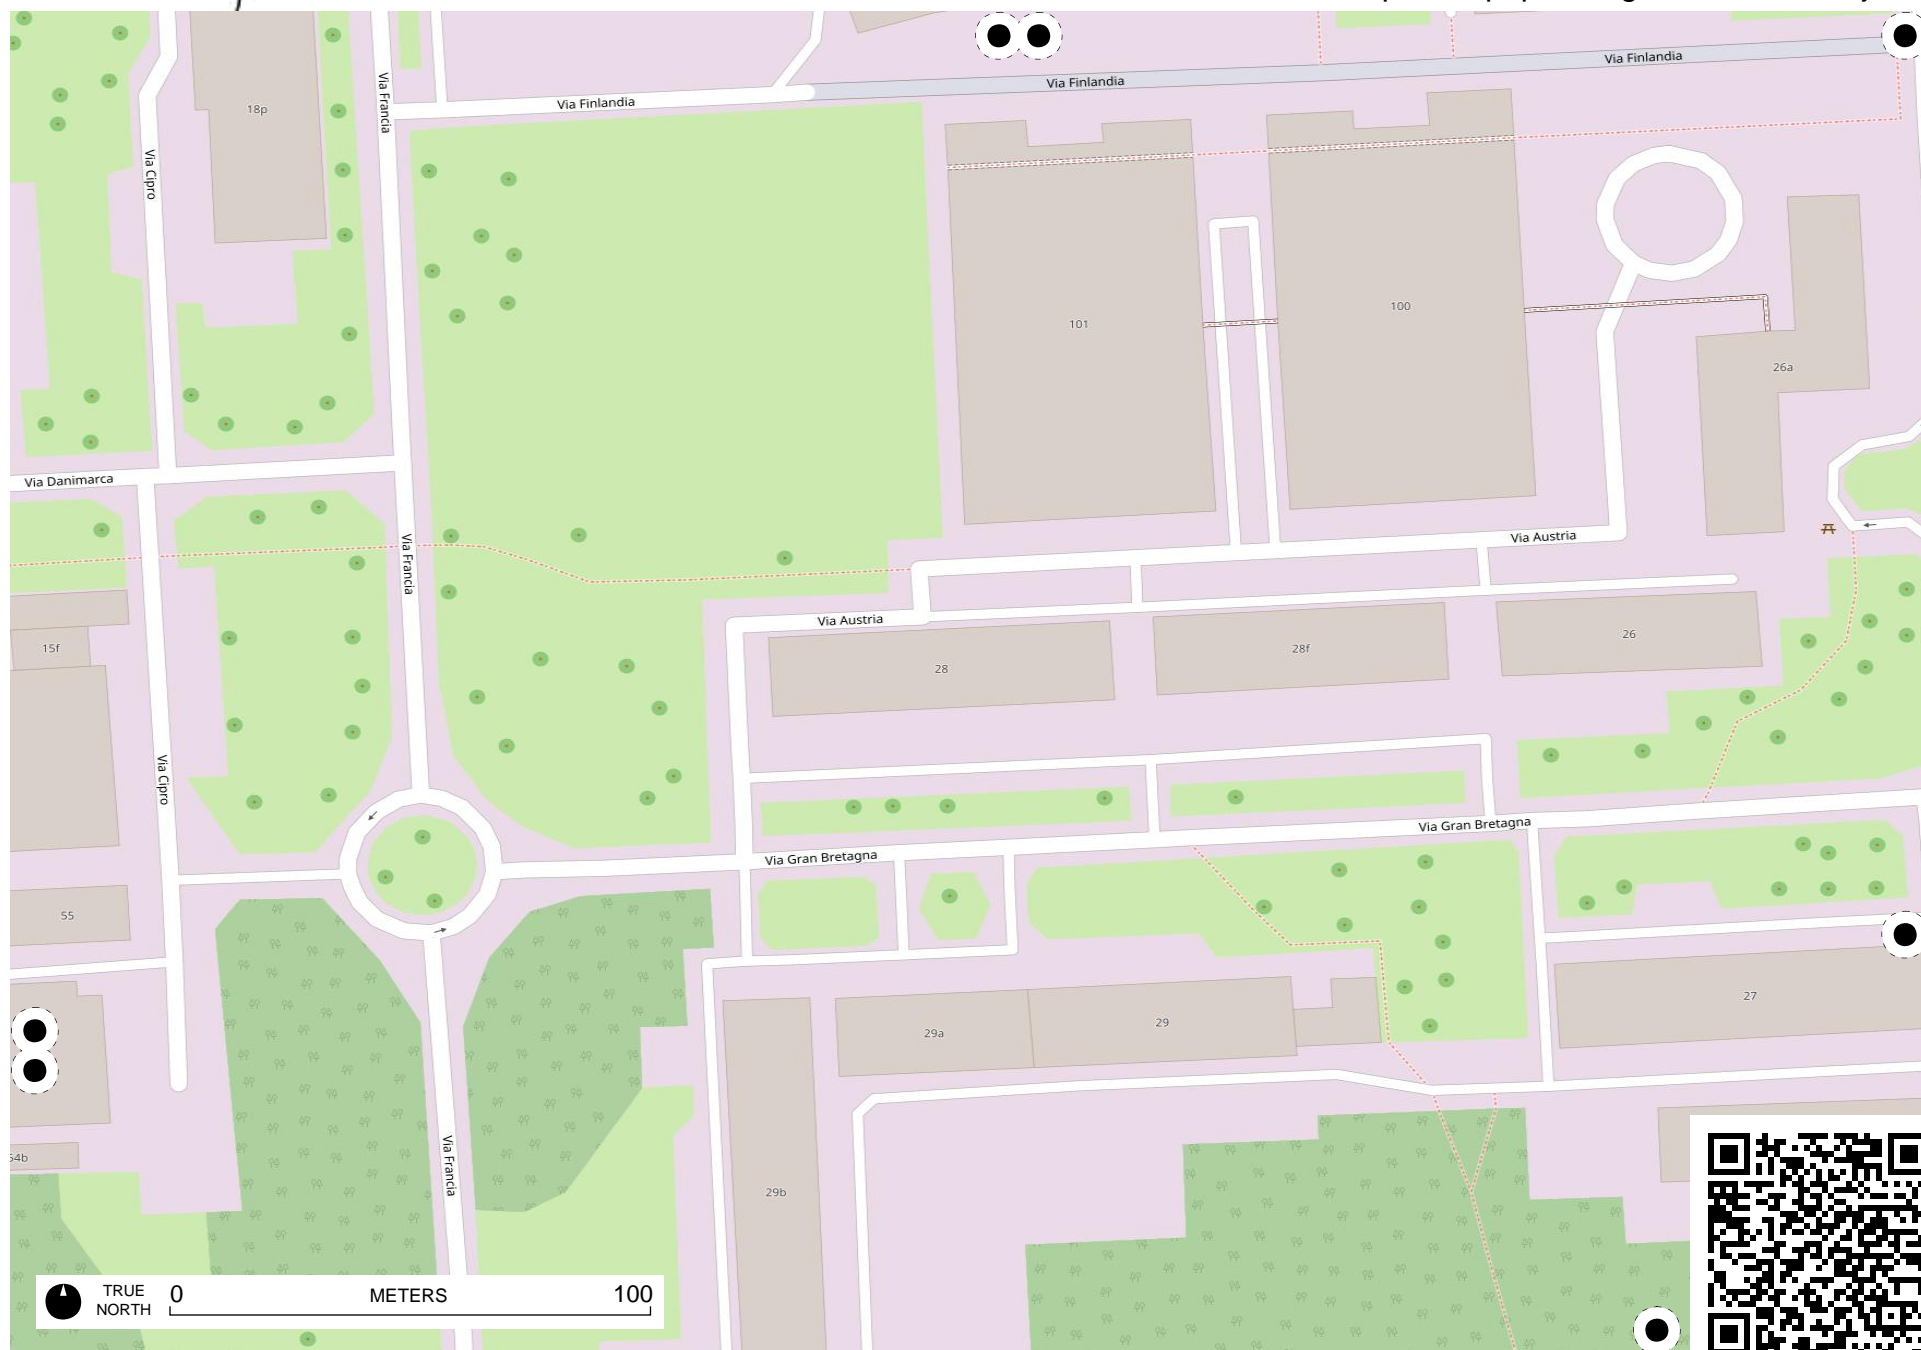 Via Finlandia
Via Finlandia
Via Finlandia
Via Francia
18p
Via Cipro
101
100
26a
Via Danimarca
Via Francia
Via Austria
Via Austria
15f
28
28f
26
Via Cipro
Via Gran Bretagna
Via Gran Bretagna
55
27
29a
29
54b
Via Francia
29b
TRUE
NORTH
0 METERS 100